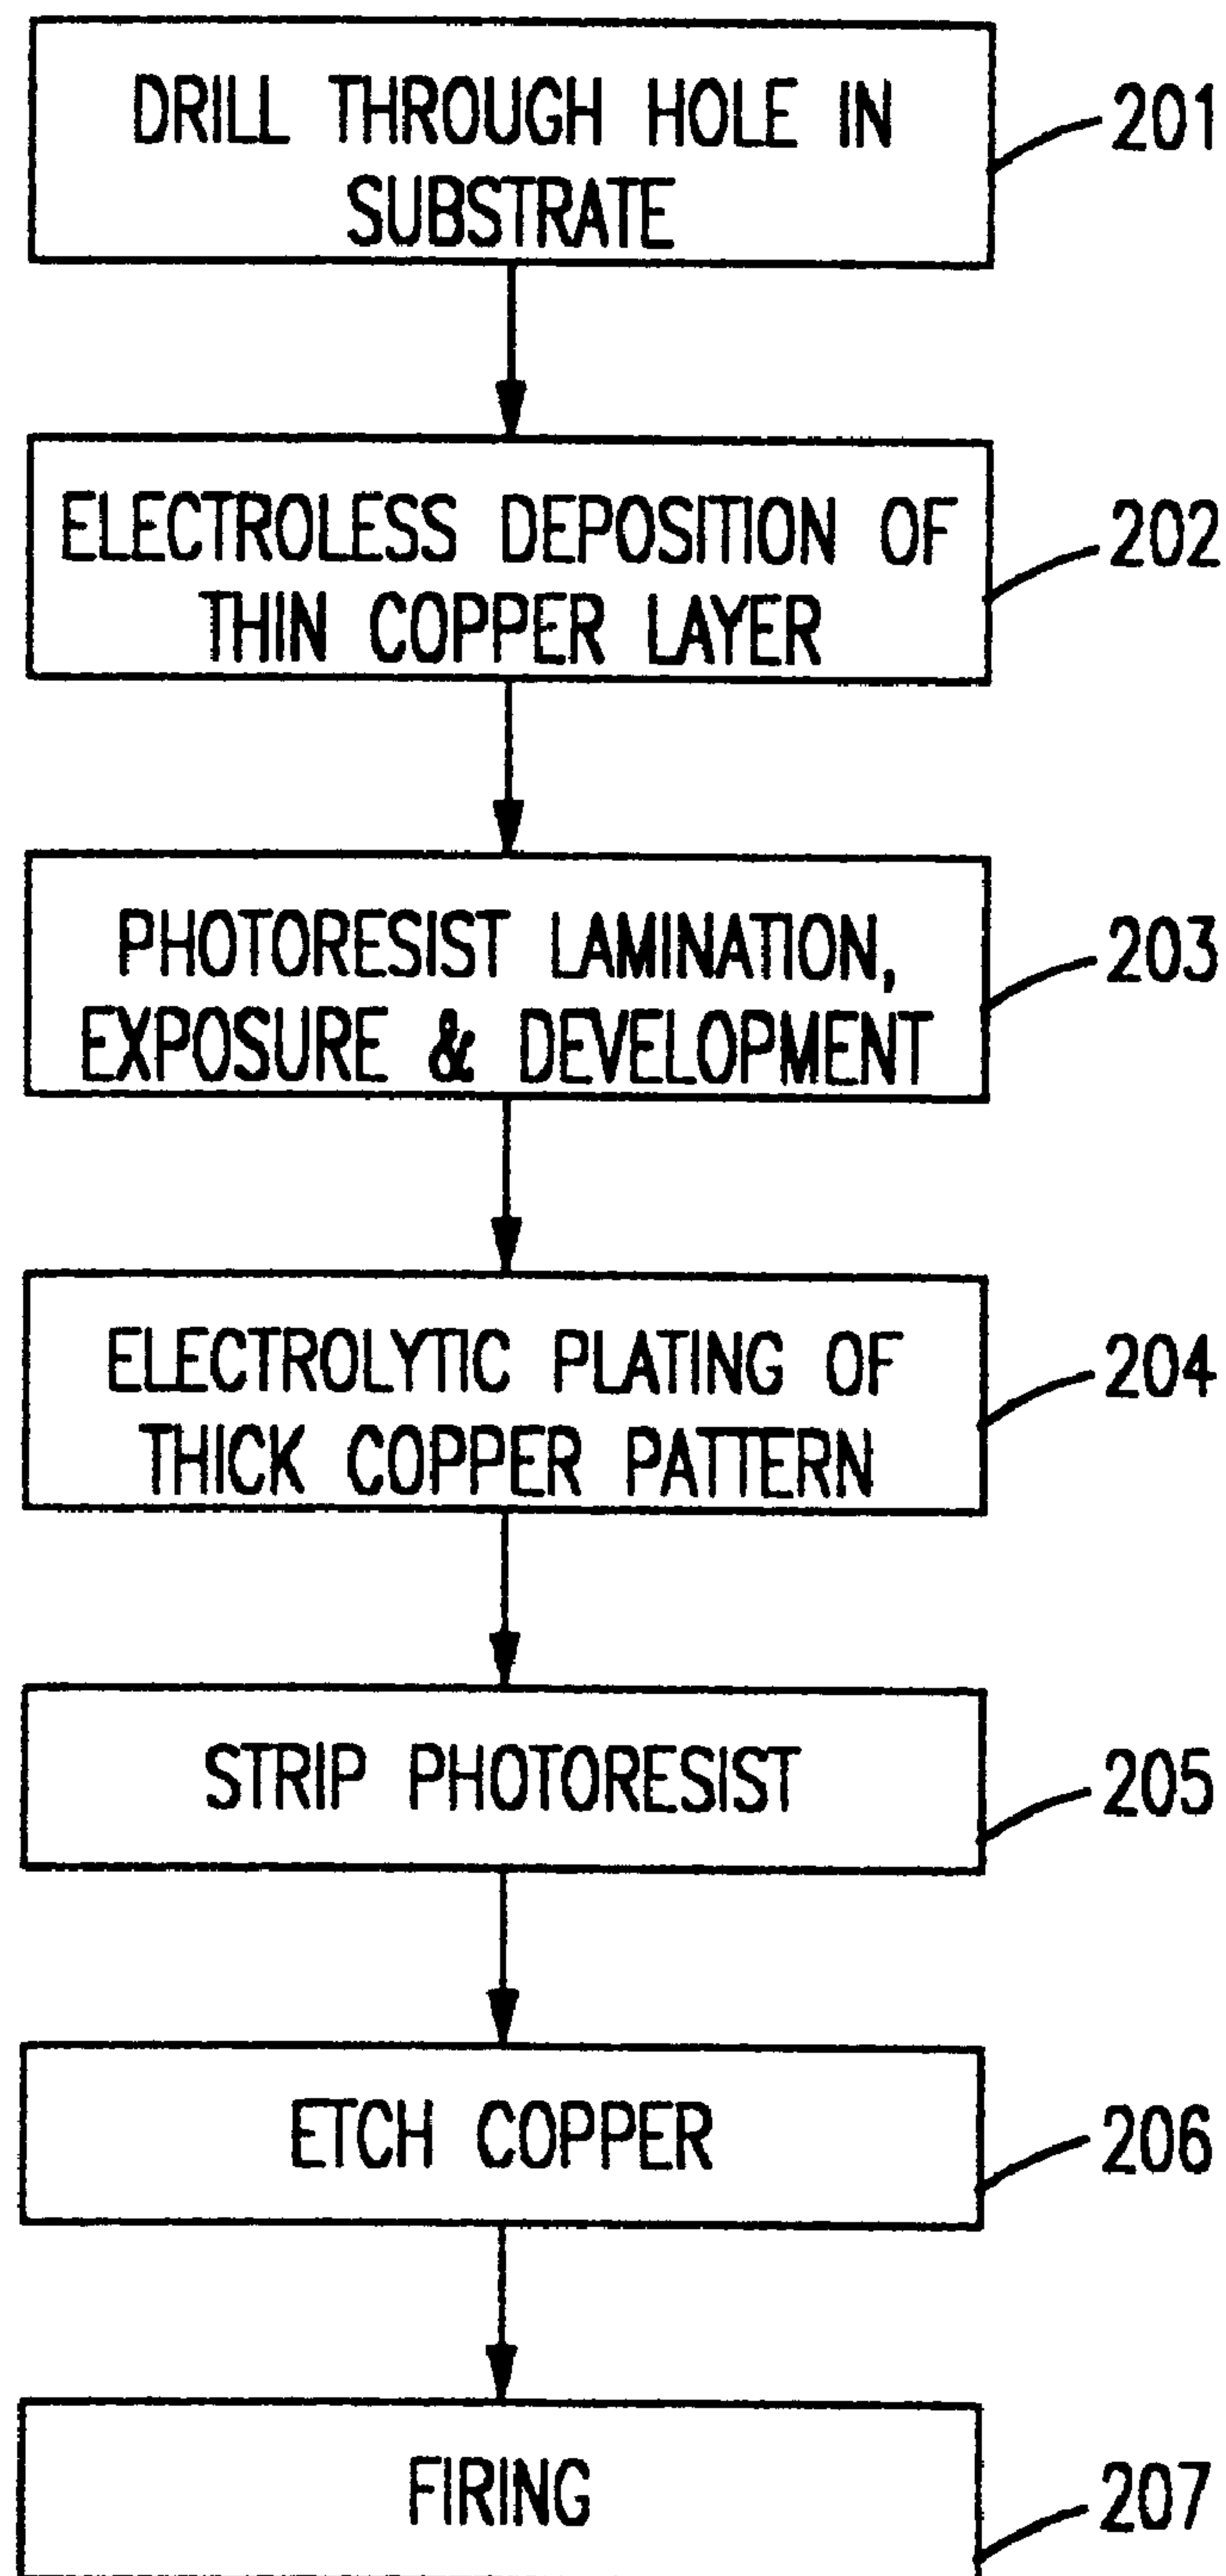 DRILL THROUGH HOLE IN
SUBSTRATE
201
ELECTROLESS DEPOSITION OF
THIN COPPER LAYER
202
PHOTORESIST LAMINATION,
EXPOSURE & DEVELOPMENT
203
ELECTROLYTIC PLATING OF
THICK COPPER PATTERN
204
STRIP PHOTORESIST
205
ETCH COPPER
206
FIRING
207